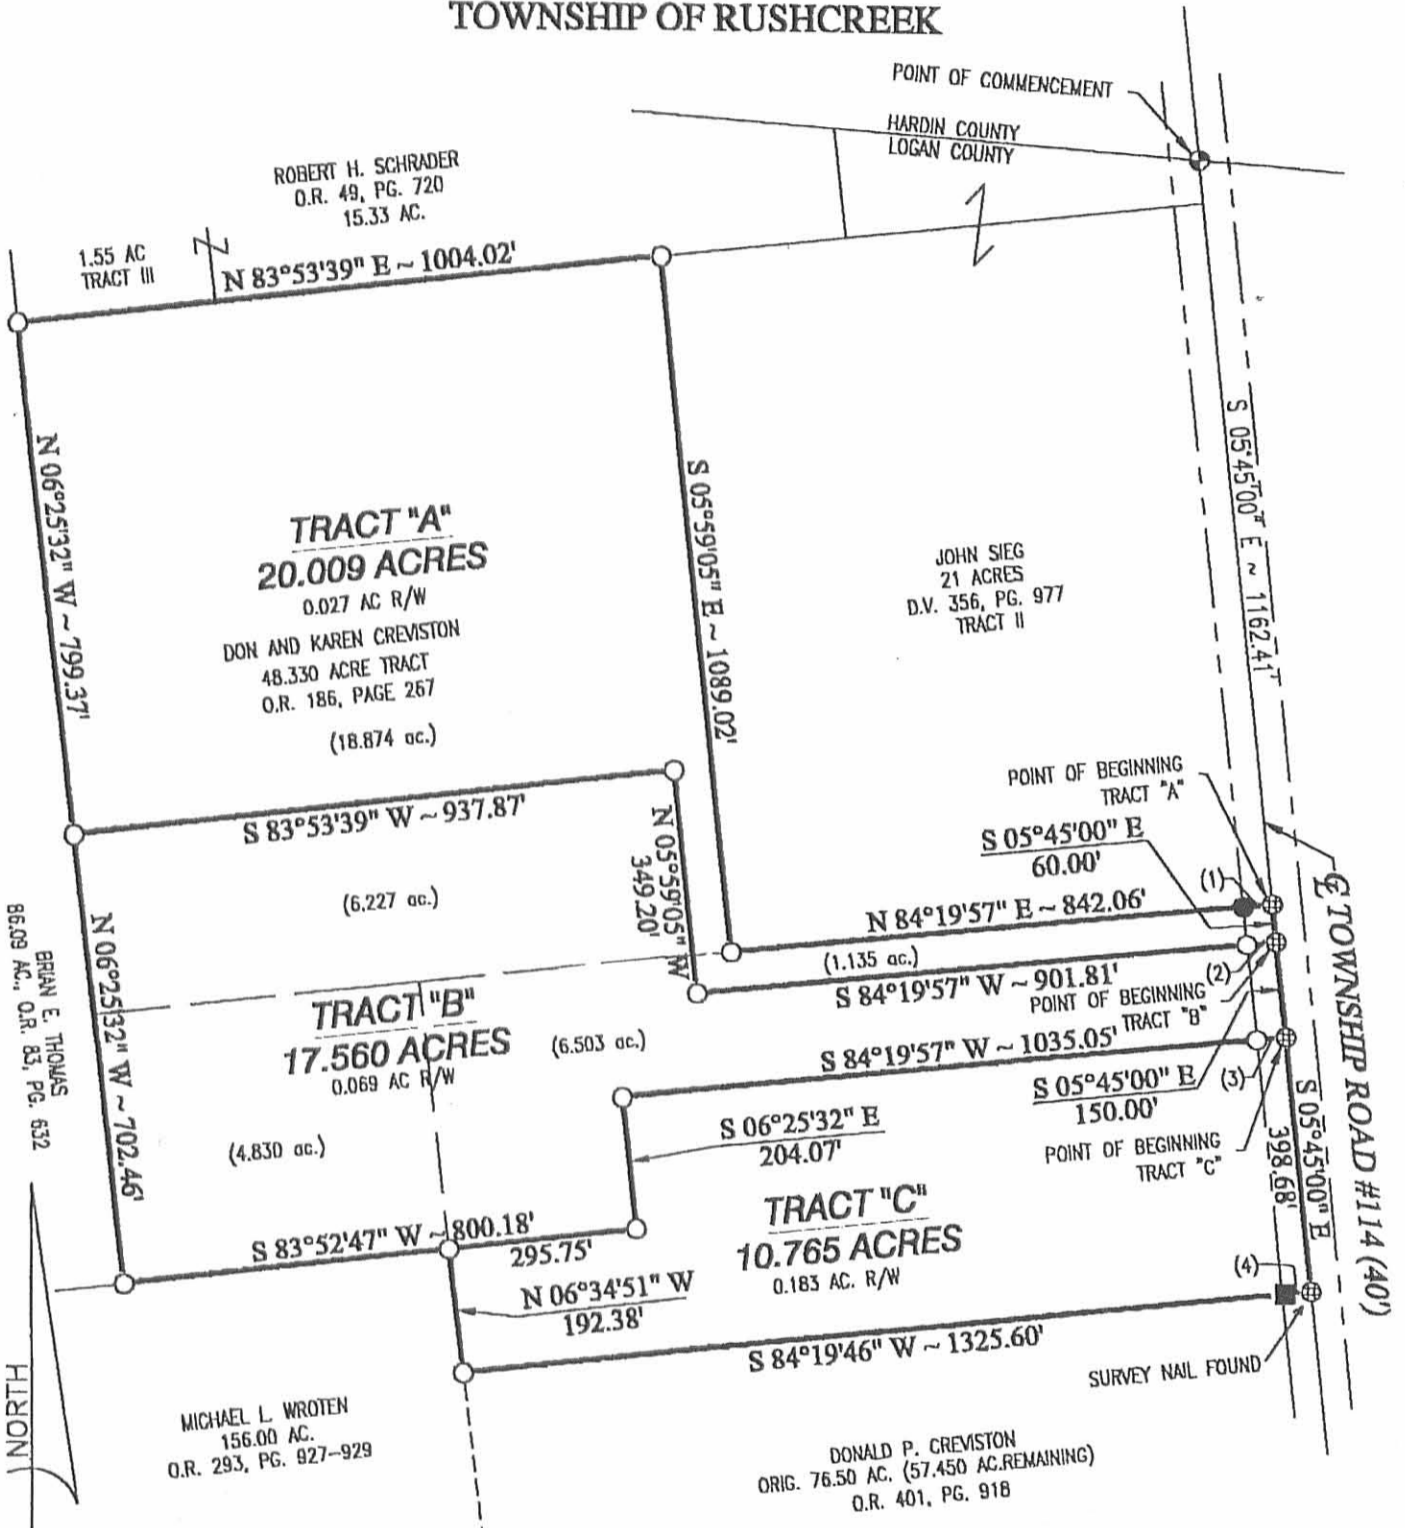 TOWNSHIP OF RUSHCREEK
POINT OF COMMENCEMENT
HARDIN COUNTY
LOGAN COUNTY
ROBERT H. SCHRADER
O.R. 49, PG. 720
15.33 AC.
1.55 AC
TRACT III
N 83°53'39" E ~ 1004.02'
N 06°25'32" W ~ 799.37'
TRACT "A"
20.009 ACRES
0.027 AC R/W
DON AND KAREN CREVISTON
48.330 ACRE TRACT
O.R. 186, PAGE 267
(18.874 ac.)
S 05°59'05" E ~ 1089.02'
JOHN SIEG
21 ACRES
D.V. 356, PG. 977
TRACT II
S 05°45'00" E ~ 1162.41'
POINT OF BEGINNING
TRACT "A"
S 05°45'00" E
60.00'
(1)
S 83°53'39" W ~ 937.87'
N 05°59'05" W
349.20'
(6.227 ac.)
N 84°19'57" E ~ 842.06'
(1.135 ac.)
(2)
S 84°19'57" W ~ 901.81'
POINT OF BEGINNING
TRACT "B"
℄ TOWNSHIP ROAD #114 (40')
BRIAN E. THOMAS
86.09 AC., O.R. 83, PG. 632
N 06°25'32" W ~ 702.46'
TRACT "B"
17.560 ACRES
0.069 AC R/W
(6.503 ac.)
S 84°19'57" W ~ 1035.05'
S 05°45'00" E
150.00'
(3)
(4.830 ac.)
S 06°25'32" E
204.07'
POINT OF BEGINNING
TRACT "C"
S 05°45'00" E
398.68'
TRACT "C"
10.765 ACRES
0.183 AC. R/W
S 83°52'47" W ~ 800.18'
295.75'
(4)
N 06°34'51" W
192.38'
S 84°19'46" W ~ 1325.60'
SURVEY NAIL FOUND
NORTH
MICHAEL L. WROTEN
156.00 AC.
O.R. 293, PG. 927-929
DONALD P. CREVISTON
ORIG. 76.50 AC. (57.450 AC.REMAINING)
O.R. 401, PG. 918